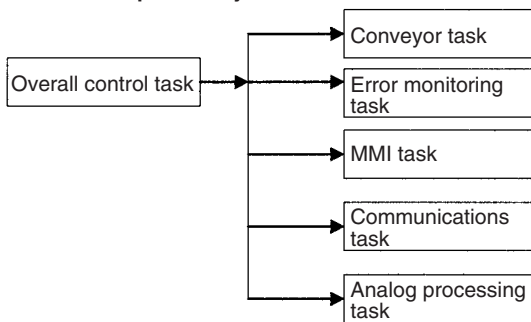 Overall control task
Conveyor task
Error monitoring
task
MMI task
Communications
task
Analog processing
task